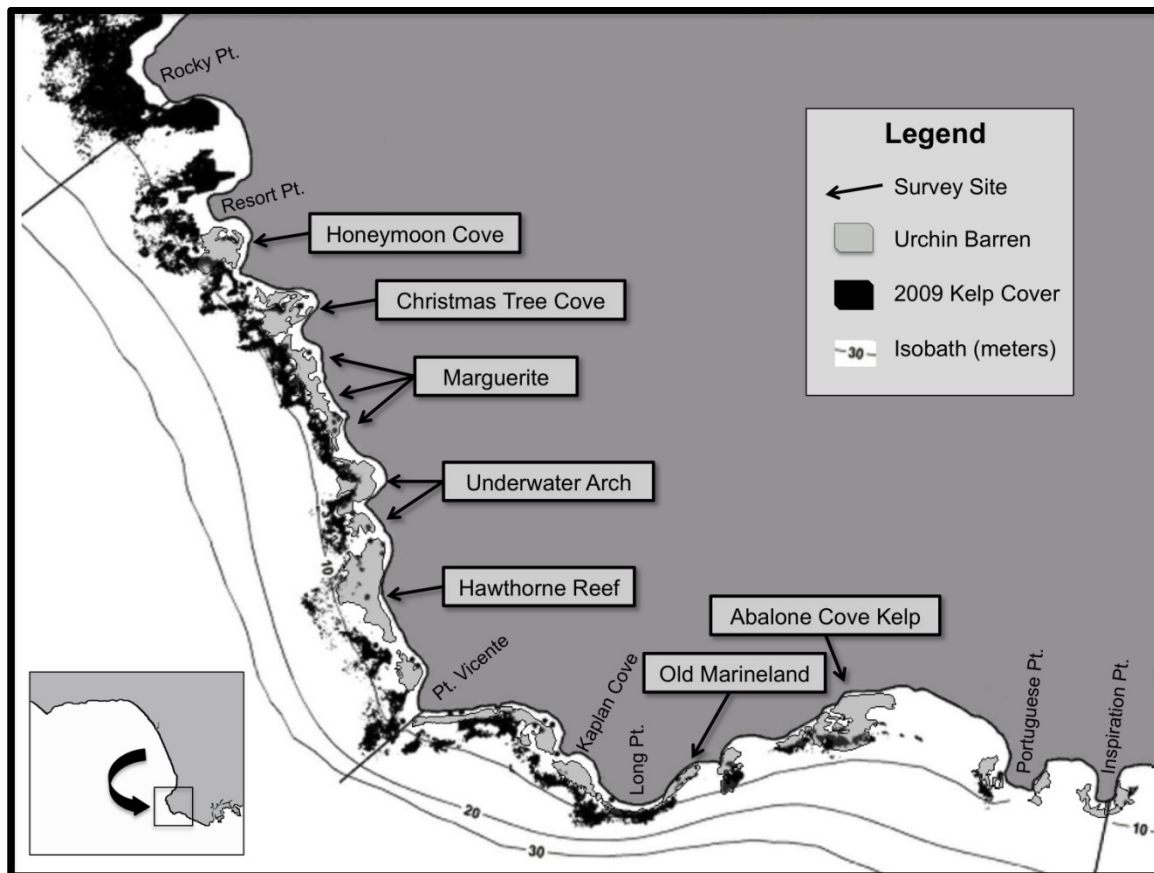 Rocky Pt.
Legend
Survey Site
Urchin Barren
2009 Kelp Cover
30
Isobath (meters)
Resort Pt.
Honeymoon Cove
Christmas Tree Cove
Marguerite
Underwater Arch
10
Hawthorne Reef
Abalone Cove Kelp
Pt. Vicente
Old Marineland
Kaplan Cove
Long Pt.
Portuguese Pt.
Inspiration Pt.
20
30
10